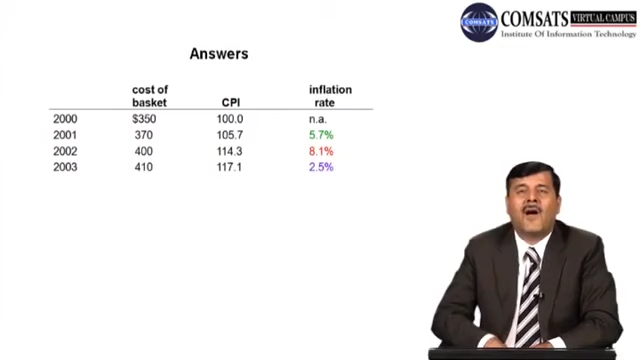 COMSATS VIRTUAL CAMPUS
Institute Of Information Technology
Answers
cost of basket CPI inflation rate
2000 $350 100.0 n.a.
2001 370 105.7 5.7%
2002 400 114.3 8.1%
2003 410 117.1 2.5%